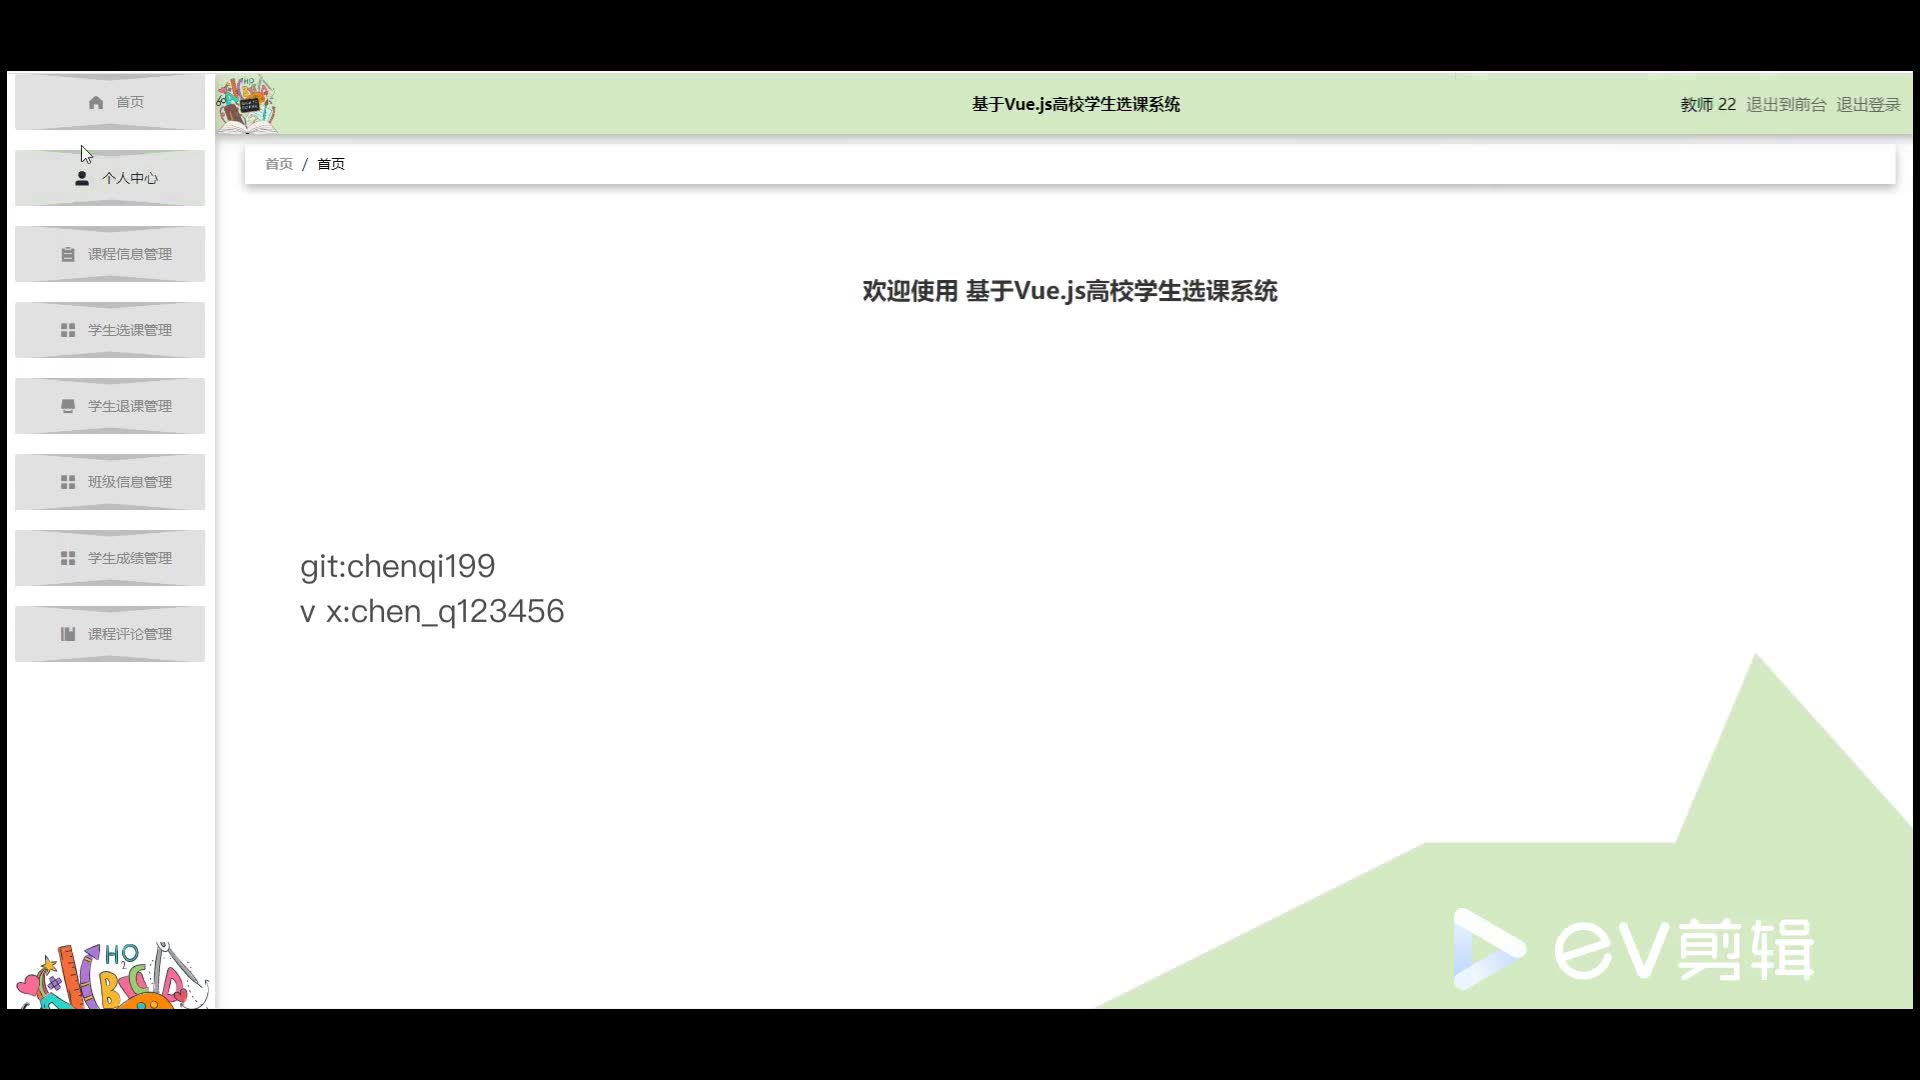 首页
个人中心
课程信息管理
学生选课管理
学生退课管理
班级信息管理
学生成绩管理
课程评论管理
基于Vue.js高校学生选课系统
教师 22 退出到前台 退出登录
首页 / 首页
欢迎使用 基于Vue.js高校学生选课系统
git:chenqi199
v x:chen_q123456
HO
2
ABCD
ev剪辑